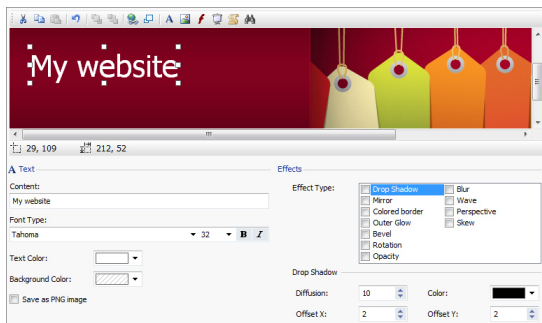 My website
29, 109 212, 52
Text Effects
Content: Effect Type: Drop Shadow Blur
My website Mirror Wave
Colored border Perspective
Font Type: Outer Glow Skew
Tahoma 32 B I Bevel
Rotation
Text Color: Opacity
Background Color: Drop Shadow
Save as PNG image Diffusion: 10 Color:
Offset X: 2 Offset Y: 2